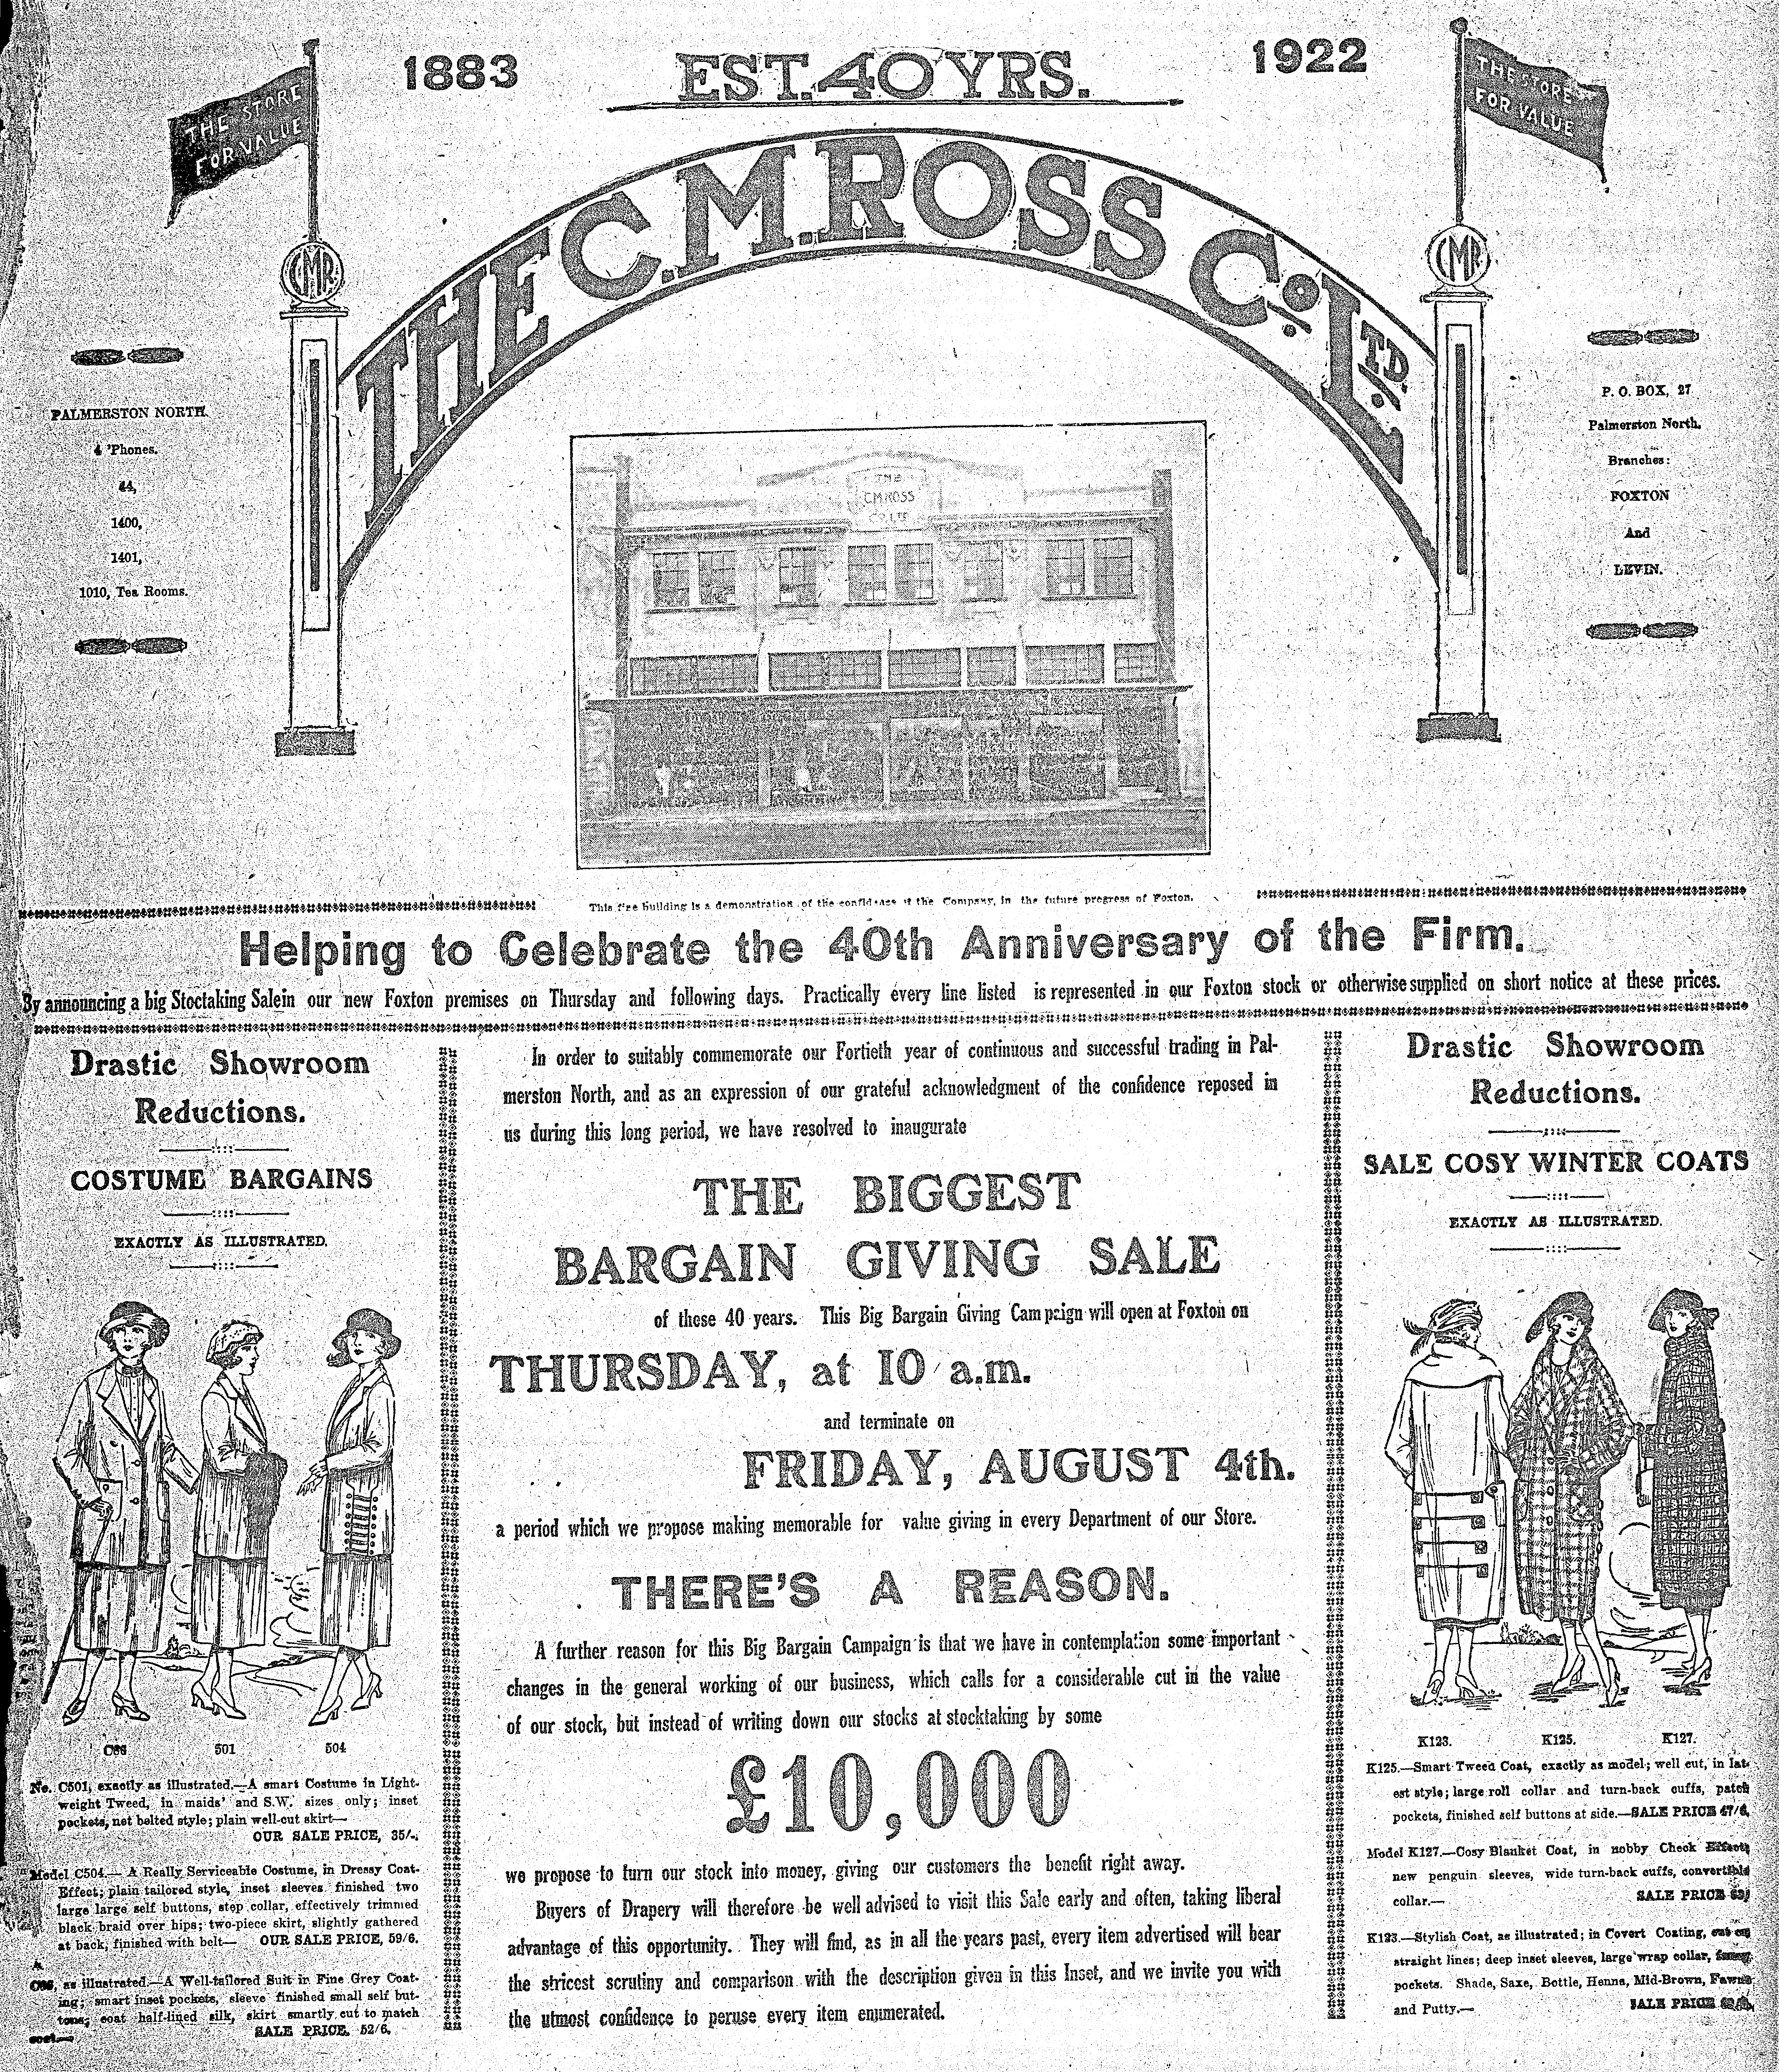 1883
EST. 40 YRS.
1922
THE STORE
FOR VALUE
THE STORE
FOR VALUE
THE C.M. ROSS Co. LTD.
CMR
CMR
PALMERSTON NORTH.
4 'Phones.
44,
1400,
1401,
1010, Tea Rooms.
P. O. BOX, 27
Palmerston North.
Branches:
FOXTON
And
LEVIN.
THE
C.M ROSS
CO LTD
This fine building is a demonstration of the confidence of the Company, in the future progress of Foxton.
Helping to Celebrate the 40th Anniversary of the Firm.
By announcing a big Stoctaking Salein our new Foxton premises on Thursday and following days. Practically every line listed is represented in our Foxton stock or otherwise supplied on short notice at these prices.
Drastic Showroom
Reductions.
COSTUME BARGAINS
EXACTLY AS ILLUSTRATED.
C86 501 504
No. C501, exactly as illustrated.—A smart Costume in Light-
weight Tweed, in maids' and S.W. sizes only; inset
pockets, net belted style; plain well-cut skirt—
OUR SALE PRICE, 35/-.
Model C504.— A Really Serviceable Costume, in Dressy Coat-
Effect; plain tailored style, inset sleeves finished two
large large self buttons, step collar, effectively trimmed
black braid over hips; two-piece skirt, slightly gathered
at back, finished with belt— OUR SALE PRICE, 59/6.
C86, as illustrated.—A Well-tailored Suit in Fine Grey Coat-
ing; smart inset pockets, sleeve finished small self but-
tons; coat half-lined silk, skirt smartly cut to match
coat.—
SALE PRICE. 52/6.
In order to suitably commemorate our Fortieth year of continuous and successful trading in Pal-
merston North, and as an expression of our grateful acknowledgment of the confidence reposed in
us during this long period, we have resolved to inaugurate
THE BIGGEST
BARGAIN GIVING SALE
of these 40 years. This Big Bargain Giving Campaign will open at Foxton on
THURSDAY, at 10 a.m.
and terminate on
FRIDAY, AUGUST 4th.
a period which we propose making memorable for value giving in every Department of our Store.
THERE'S A REASON.
A further reason for this Big Bargain Campaign is that we have in contemplation some important
changes in the general working of our business, which calls for a considerable cut in the value
of our stock, but instead of writing down our stocks at stocktaking by some
£10,000
we propose to turn our stock into money, giving our customers the benefit right away.
Buyers of Drapery will therefore be well advised to visit this Sale early and often, taking liberal
advantage of this opportunity. They will find, as in all the years past, every item advertised will bear
the stricest scrutiny and comparison with the description given in this Inset, and we invite you with
the utmost confidence to peruse every item enumerated.
Drastic Showroom
Reductions.
SALE COSY WINTER COATS
EXACTLY AS ILLUSTRATED.
K123. K125. K127.
K125.—Smart Tweed Coat, exactly as model; well cut, in lat-
est style; large roll collar and turn-back cuffs, patch
pockets, finished self buttons at side.—SALE PRICE 47/6.
Model K127.—Cosy Blanket Coat, in nobby Check Effect;
new penguin sleeves, wide turn-back cuffs, convertible
collar.— SALE PRICE
K123.—Stylish Coat, as illustrated; in Covert Coating, cut on
straight lines; deep inset sleeves, large wrap collar,
pockets. Shade, Saxe, Bottle, Henna, Mid-Brown, Fawn
and Putty.— SALE PRICE